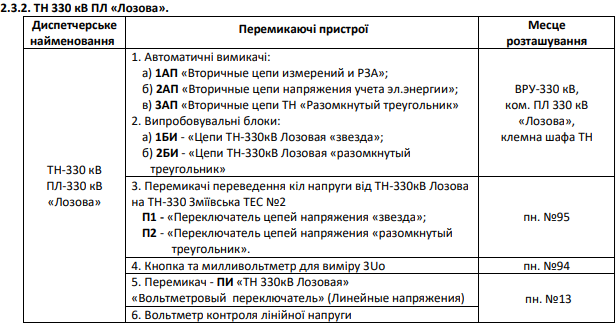 2.3.2. ТН 330 кВ ПЛ «Лозова».
Диспетчерське
найменования
Перемикаючі пристрої
Месце
розташування
ТН-330 кВ
ПЛ-330 кВ
«Лозова»
1. Автоматичні вимикачі:
а) 1АП «Вторичные цепи измерений и РЗА»;
б) 2АП «Вторичные цепи напряжения учета эл.энергии»;
в) 3АП «Вторичные цепи ТН «Разомкнутый треугольник»
2. Випробовувальні блоки:
а) 1БИ - «Цепи ТН-330кВ Лозовая «звезда»;
б) 2БИ - «Цепи ТН-330кВ Лозовая «разомкнутый
треугольник»
ВРУ-330 кВ,
ком. ПЛ 330 кВ
«Лозова»,
клемна шафа ТН
3. Перемикачі переведення кіл напруги від ТН-330кВ Лозова
на ТН-330 Зміївська ТЕС №2
П1 - «Переключатель цепей напряжения «звезда»;
П2 - «Переключатель цепей напряжения «разомкнутый
треугольник».
пн. №95
4. Кнопка та милливольтметр для виміру 3Uo
пн. №94
5. Перемикач - ПИ «ТН 330кВ Лозовая»
«Вольтметровый переключатель» (Линейные напряжения)
пн. №13
6. Вольтметр контроля лінійної напруги